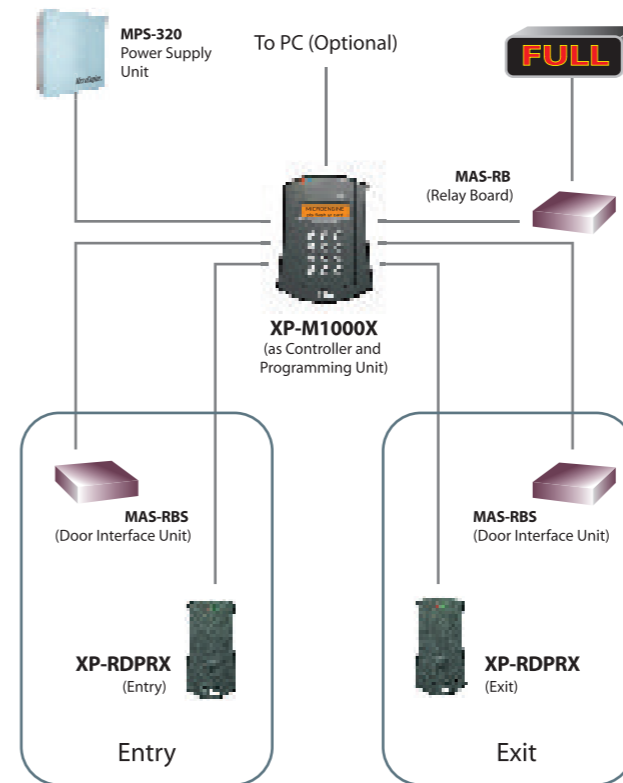 MPS-320
Power Supply
Unit
To PC (Optional)
FULL
MAS-RB
(Relay Board)
MICROENGINE
XP-M1000X
(as Controller and
Programming Unit)
MAS-RBS
(Door Interface Unit)
XP-RDPRX
(Entry)
Entry
MAS-RBS
(Door Interface Unit)
XP-RDPRX
(Exit)
Exit